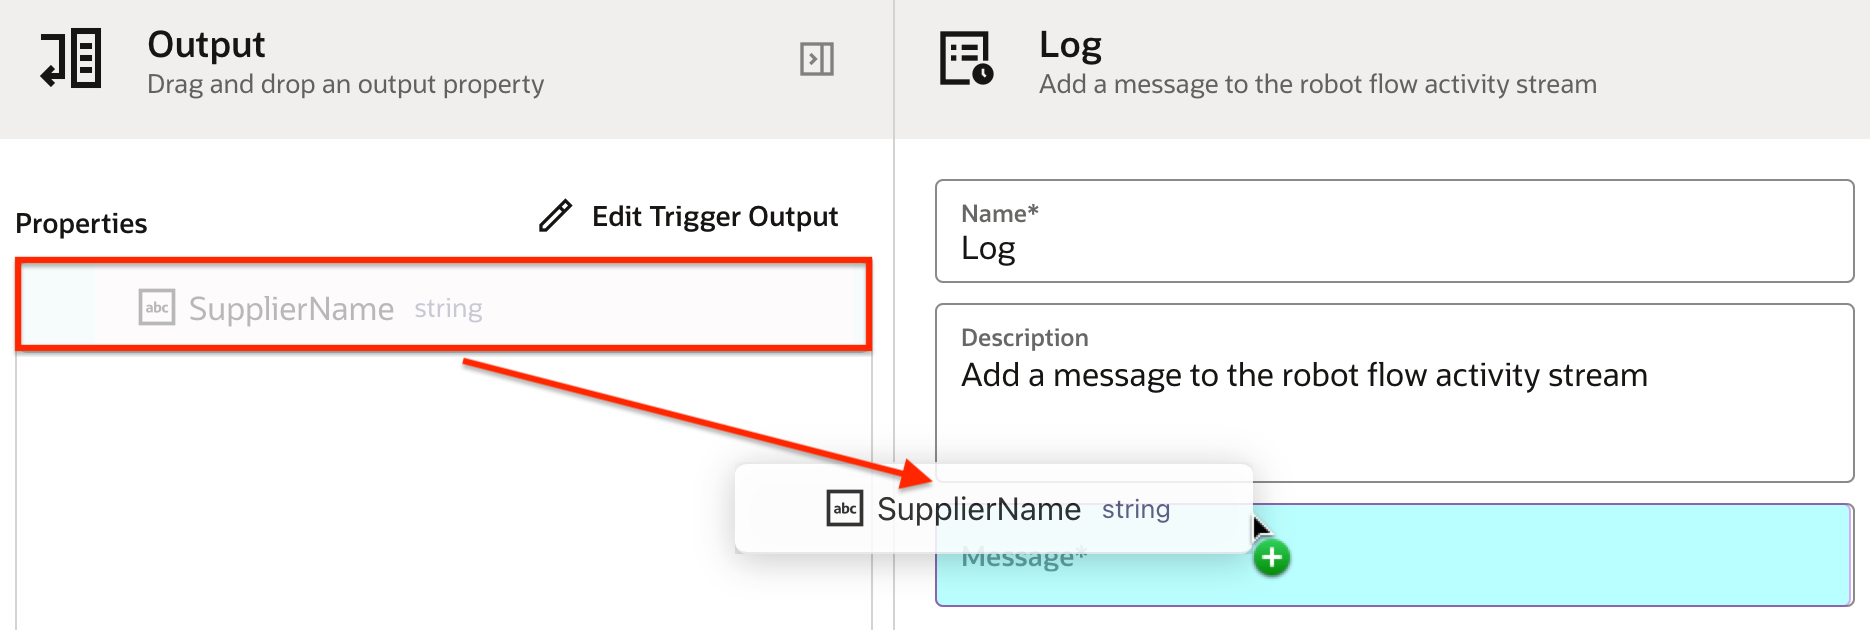 Output
Drag and drop an output property
Properties
Edit Trigger Output
abc SupplierName string
Log
Add a message to the robot flow activity stream
Name*
Log
Description
Add a message to the robot flow activity stream
abc SupplierName string
Message*